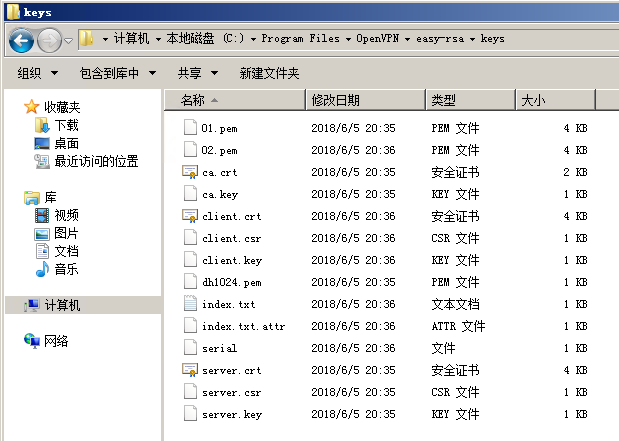 keys
计算机 本地磁盘 (C:) Program Files OpenVPN easy-rsa keys
组织 包含到库中 共享 新建文件夹
名称 修改日期 类型 大小
收藏夹
下载
桌面
最近访问的位置
库
视频
图片
文档
音乐
计算机
网络
01.pem 2018/6/5 20:35 PEM 文件 4 KB
02.pem 2018/6/5 20:36 PEM 文件 4 KB
ca.crt 2018/6/5 20:35 安全证书 2 KB
ca.key 2018/6/5 20:35 KEY 文件 1 KB
client.crt 2018/6/5 20:36 安全证书 4 KB
client.csr 2018/6/5 20:36 CSR 文件 1 KB
client.key 2018/6/5 20:36 KEY 文件 1 KB
dh1024.pem 2018/6/5 20:35 PEM 文件 1 KB
index.txt 2018/6/5 20:36 文本文档 1 KB
index.txt.attr 2018/6/5 20:36 ATTR 文件 1 KB
serial 2018/6/5 20:36 文件 1 KB
server.crt 2018/6/5 20:35 安全证书 4 KB
server.csr 2018/6/5 20:35 CSR 文件 1 KB
server.key 2018/6/5 20:35 KEY 文件 1 KB